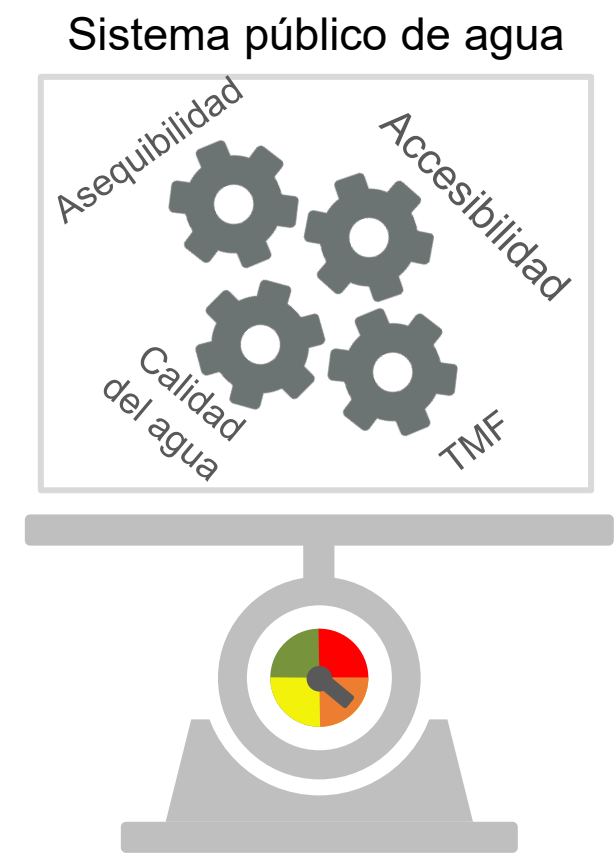 Sistema público de agua
Asequibilidad
Accesibilidad
Calidad
del agua
TMF